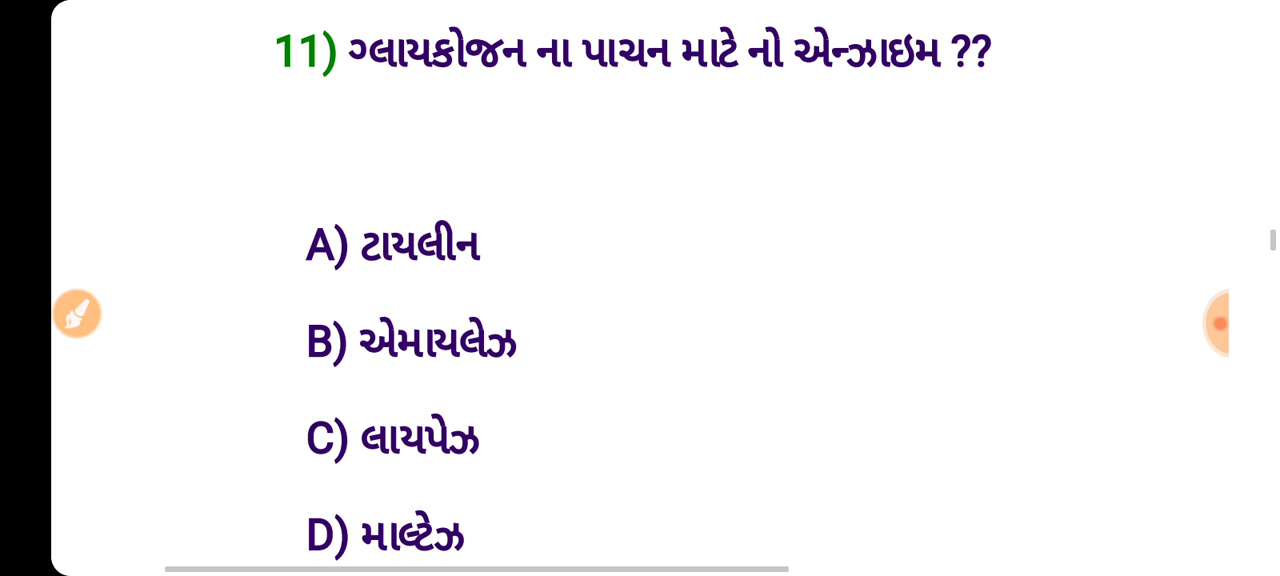 11) ગ્લાયકોજન ના પાચન માટે નો એન્ઝાઇમ ??
A) ટાયલીન
B) એમાયલેઝ
C) લાયપેઝ
D) માલ્ટેઝ